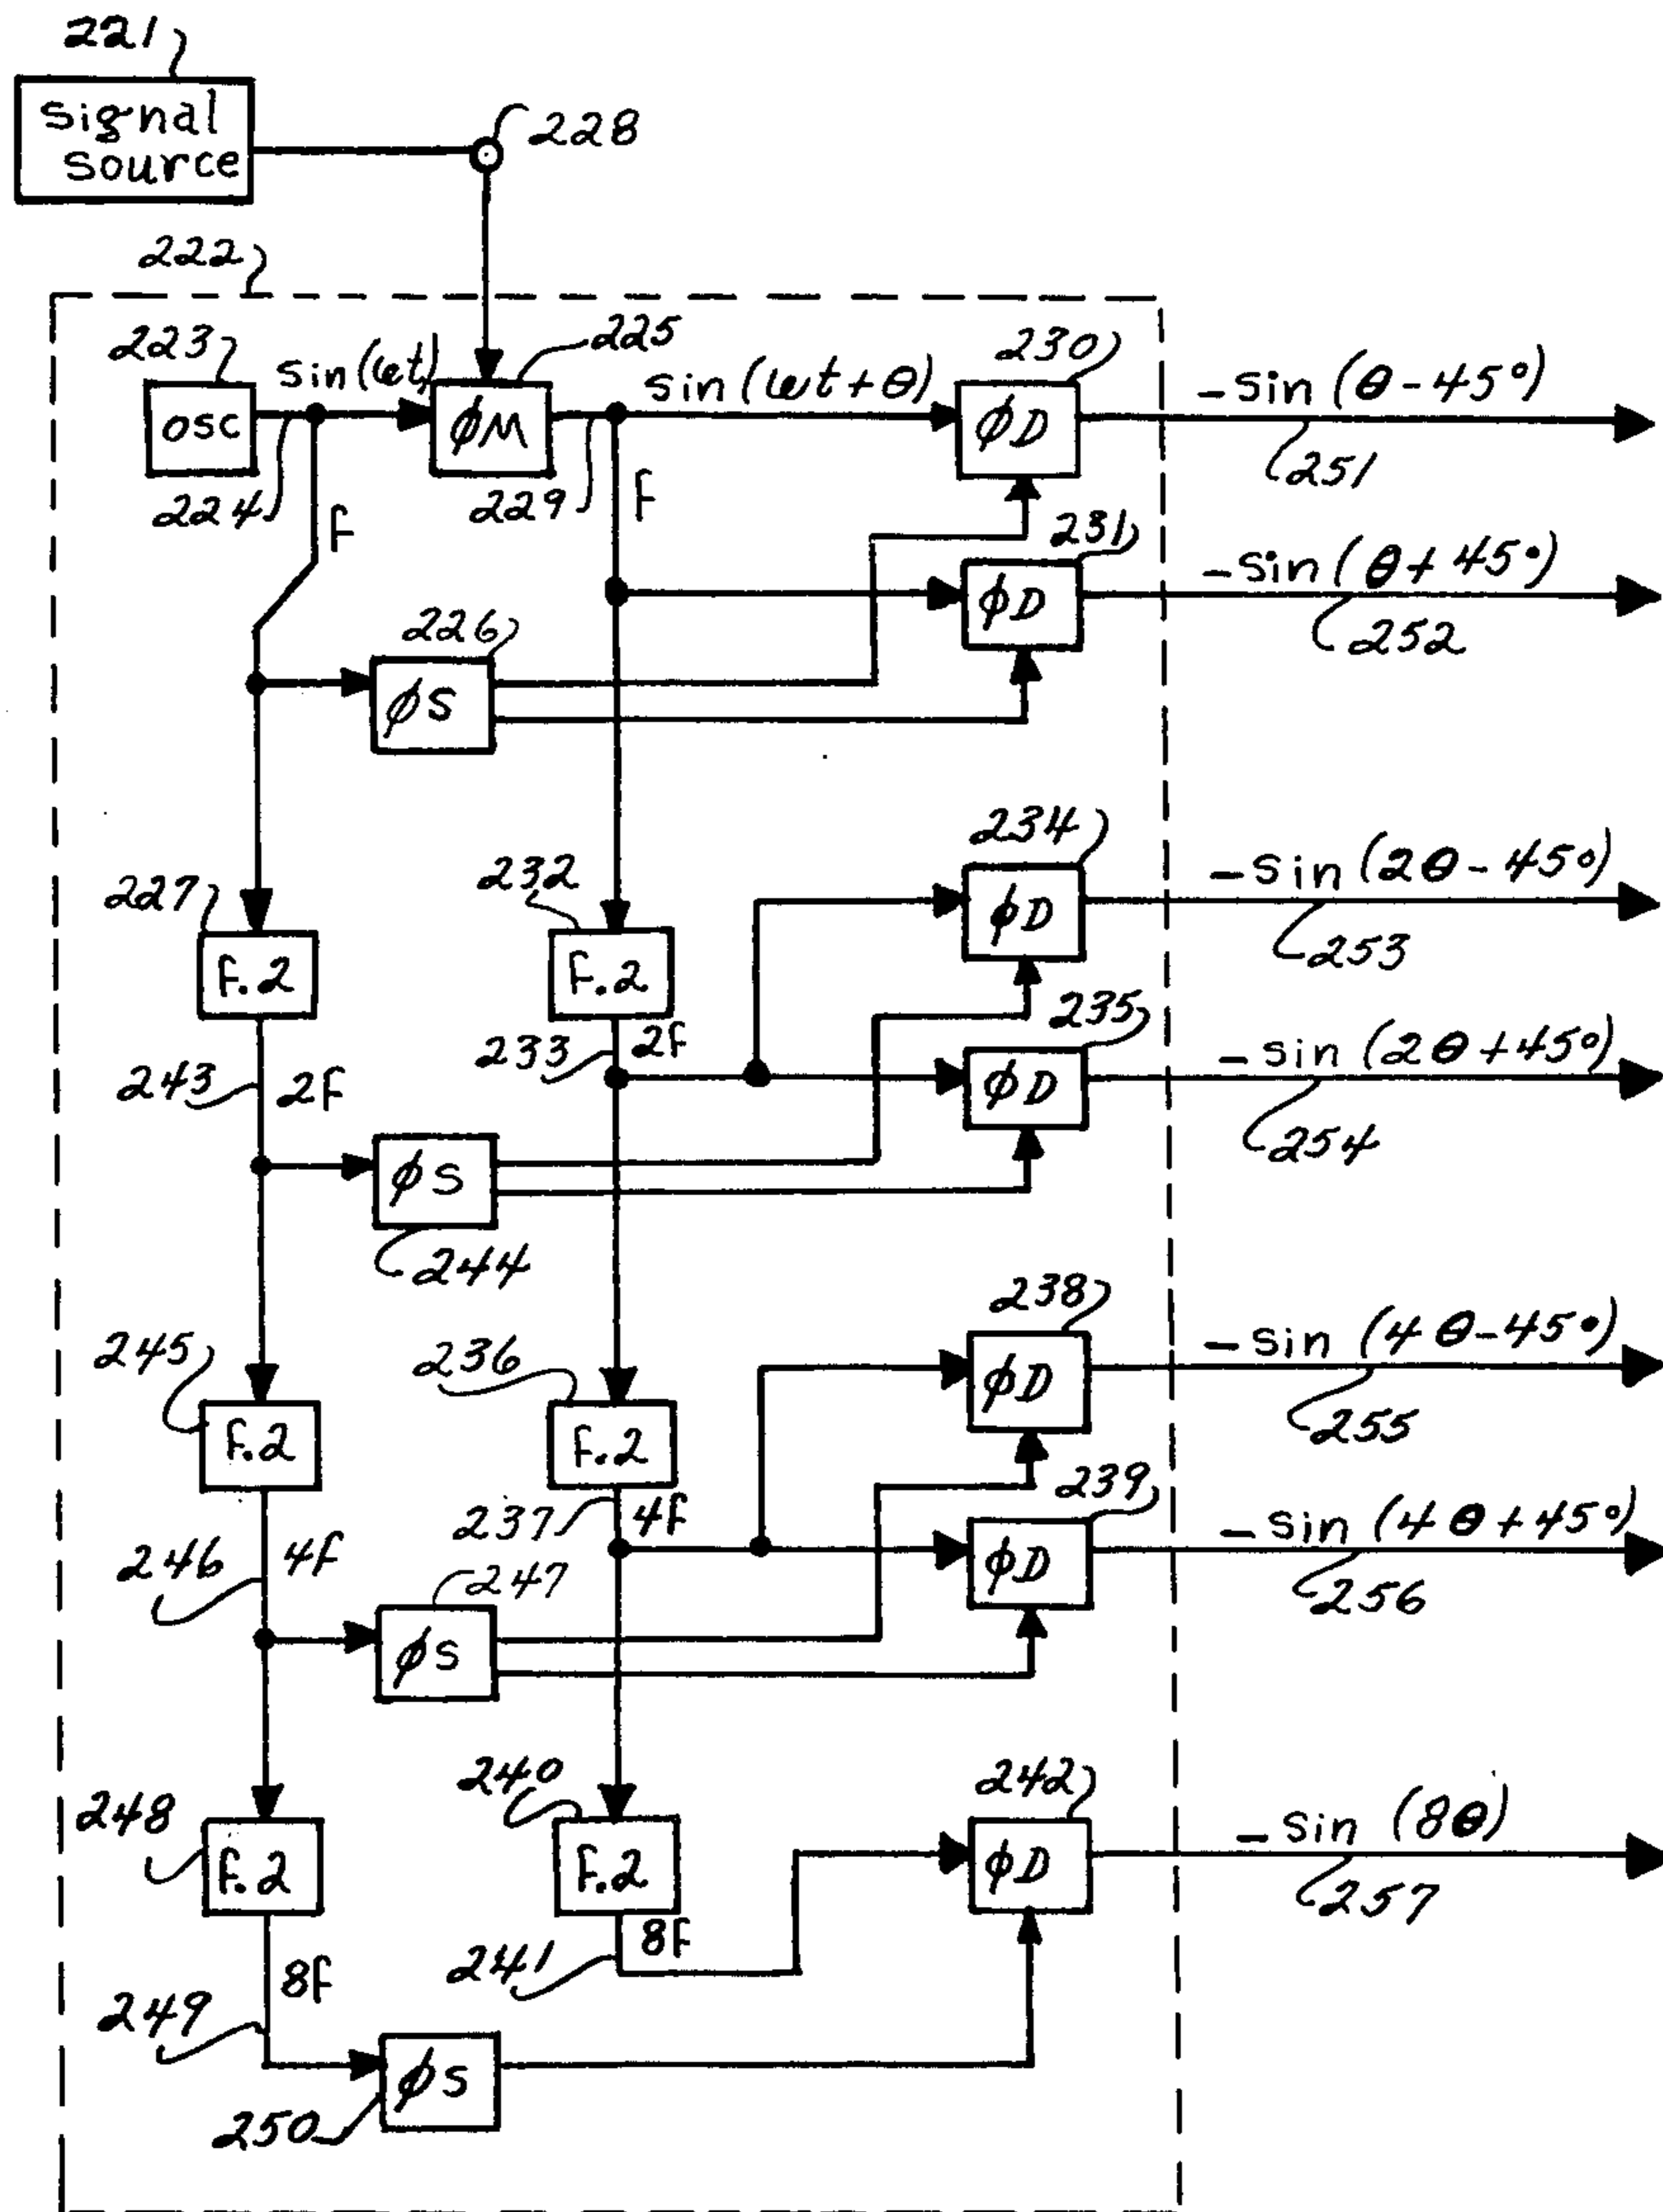 221
signal
source
228
222
223
sin(ωt)
225
sin(ωt+θ)
230
-sin(θ-45°)
osc
φM
φD
224
f
229
f
251
231
-sin(θ+45°)
φD
226
252
φS
234
-sin(2θ-45°)
227
232
φD
f.2
f.2
253
233
2f
235
-sin(2θ+45°)
243
2f
φD
254
φS
244
238
-sin(4θ-45°)
245
236
φD
f.2
f.2
255
239
237
4f
-sin(4θ+45°)
246
4f
247
φD
256
φS
240
242
248
-sin(8θ)
f.2
f.2
φD
257
241
8f
8f
249
φS
250